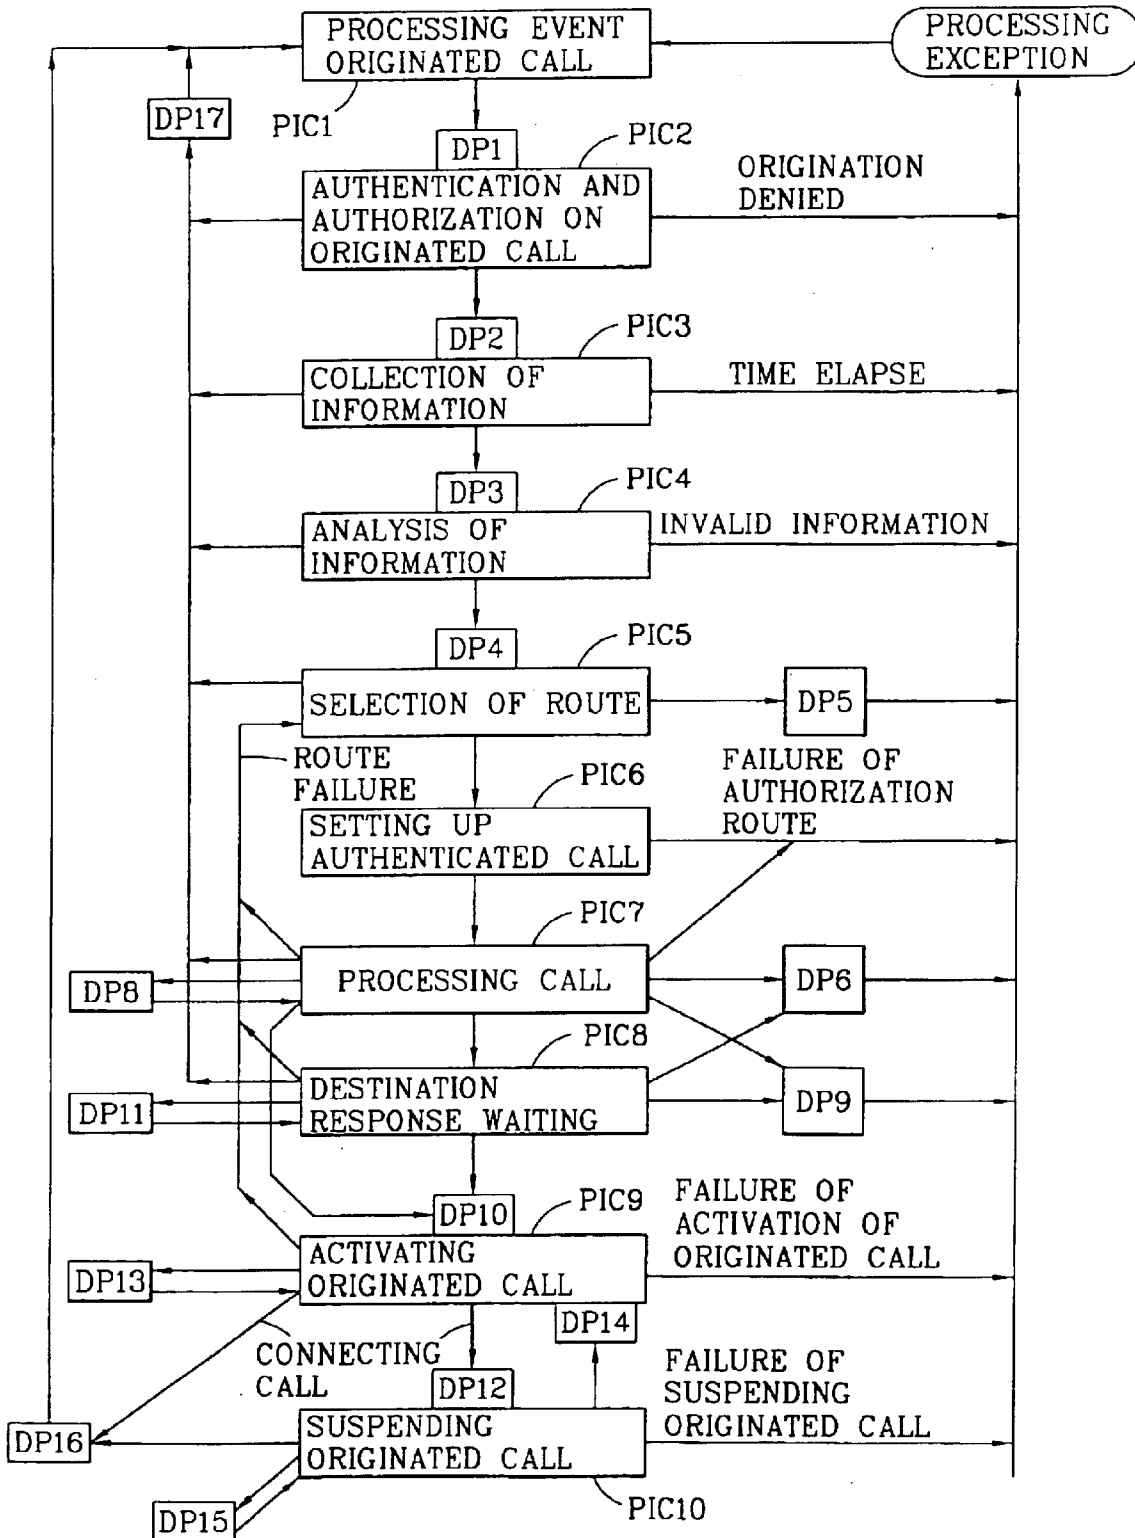 PROCESSING EVENT
ORIGINATED CALL
PROCESSING
EXCEPTION
DP17
PIC1
DP1
PIC2
AUTHENTICATION AND
AUTHORIZATION ON
ORIGINATED CALL
ORIGINATION
DENIED
DP2
PIC3
COLLECTION OF
INFORMATION
TIME ELAPSE
DP3
PIC4
ANALYSIS OF
INFORMATION
INVALID INFORMATION
DP4
PIC5
SELECTION OF ROUTE
DP5
ROUTE
FAILURE
PIC6
FAILURE OF
AUTHORIZATION
ROUTE
SETTING UP
AUTHENTICATED CALL
PIC7
DP8
PROCESSING CALL
DP6
PIC8
DP11
DESTINATION
RESPONSE WAITING
DP9
DP10
PIC9
FAILURE OF
ACTIVATION OF
ORIGINATED CALL
DP13
ACTIVATING
ORIGINATED CALL
DP14
CONNECTING
CALL
DP12
FAILURE OF
SUSPENDING
ORIGINATED CALL
DP16
SUSPENDING
ORIGINATED CALL
DP15
PIC10